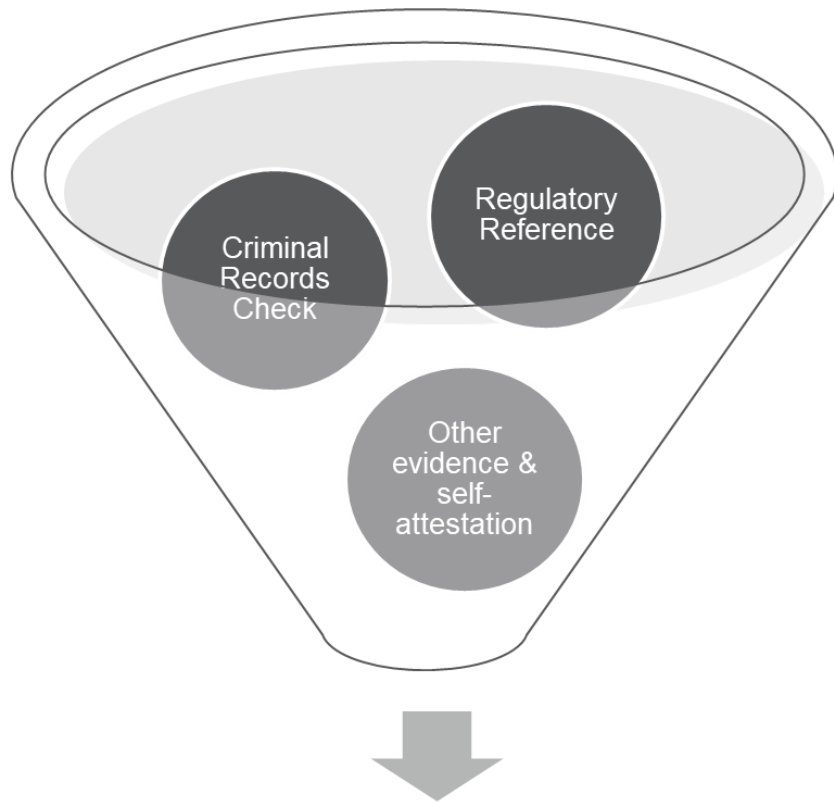 Criminal
Records
Check
Regulatory
Reference
Other
evidence &
self-
attestation